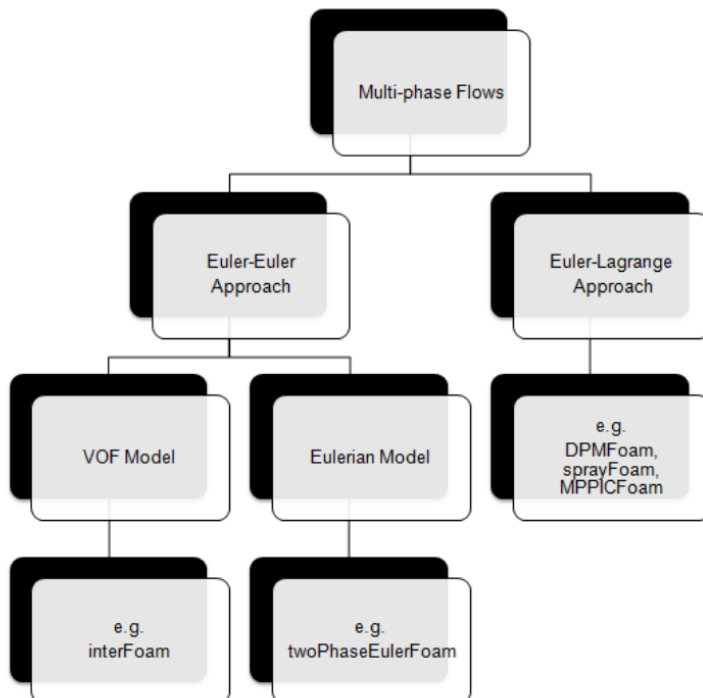 Multi-phase Flows
Euler-Euler
Approach
Euler-Lagrange
Approach
VOF Model
Eulerian Model
e.g.
DPMFoam,
sprayFoam,
MPPICFoam
e.g.
interFoam
e.g.
twoPhaseEulerFoam